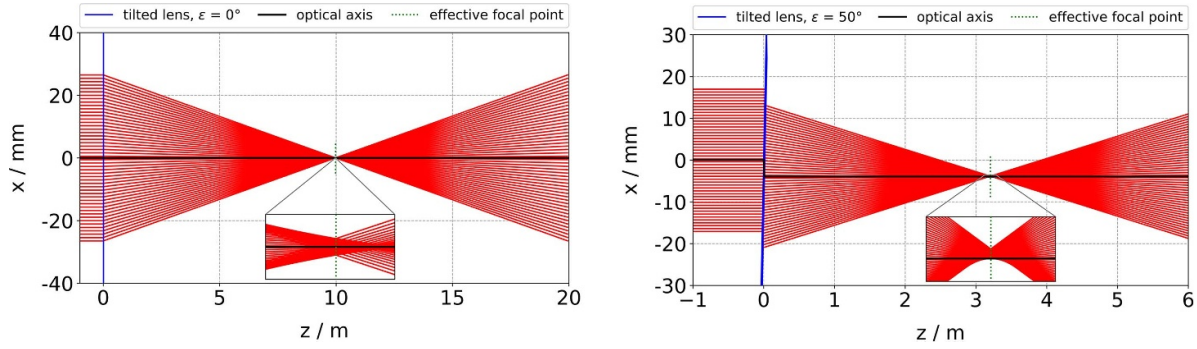 tilted lens, ε = 0° optical axis effective focal point
40
20
0
−20
−40
x / mm
0 5 10 15 20
z / m
tilted lens, ε = 50° optical axis effective focal point
30
20
10
0
−10
−20
−30
x / mm
−1 0 1 2 3 4 5 6
z / m